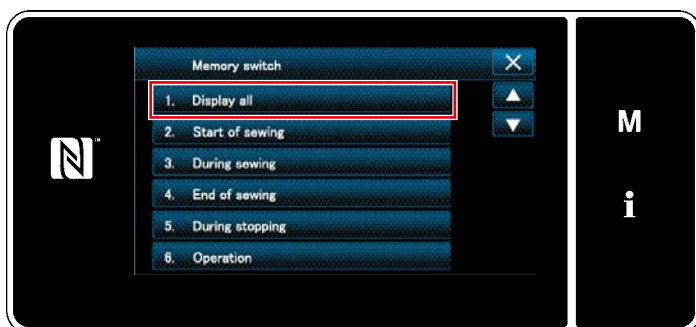 Memory switch
1. Display all
2. Start of sewing
3. During sewing
4. End of sewing
5. During stopping
6. Operation
N™
M
i